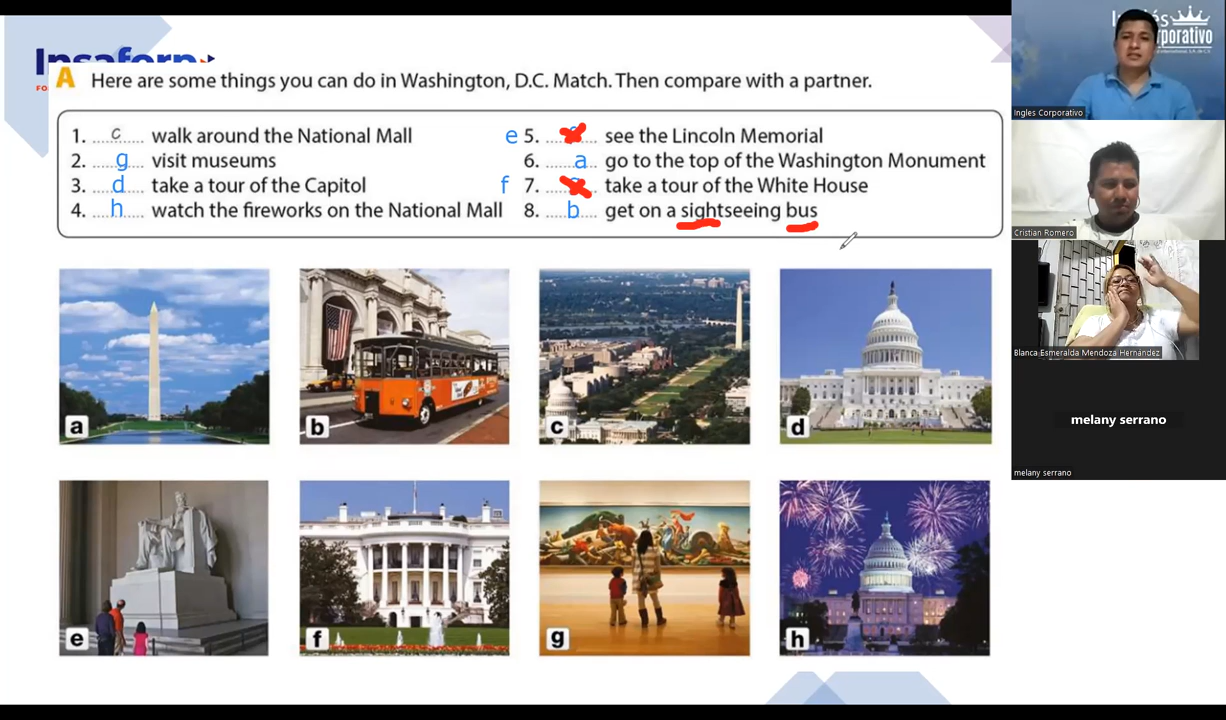 Insaforp
A Here are some things you can do in Washington, D.C. Match. Then compare with a partner.
1. c walk around the National Mall
2. g visit museums
3. d take a tour of the Capitol
4. h watch the fireworks on the National Mall
e 5. see the Lincoln Memorial
6. a go to the top of the Washington Monument
f 7. take a tour of the White House
8. b get on a sightseeing bus
a
b
c
d
e
f
g
h
Inglés
Corporativo
Ingles Corporativo
Cristian Romero
Blanca Esmeralda Mendoza Hernandez
melany serrano
melany serrano